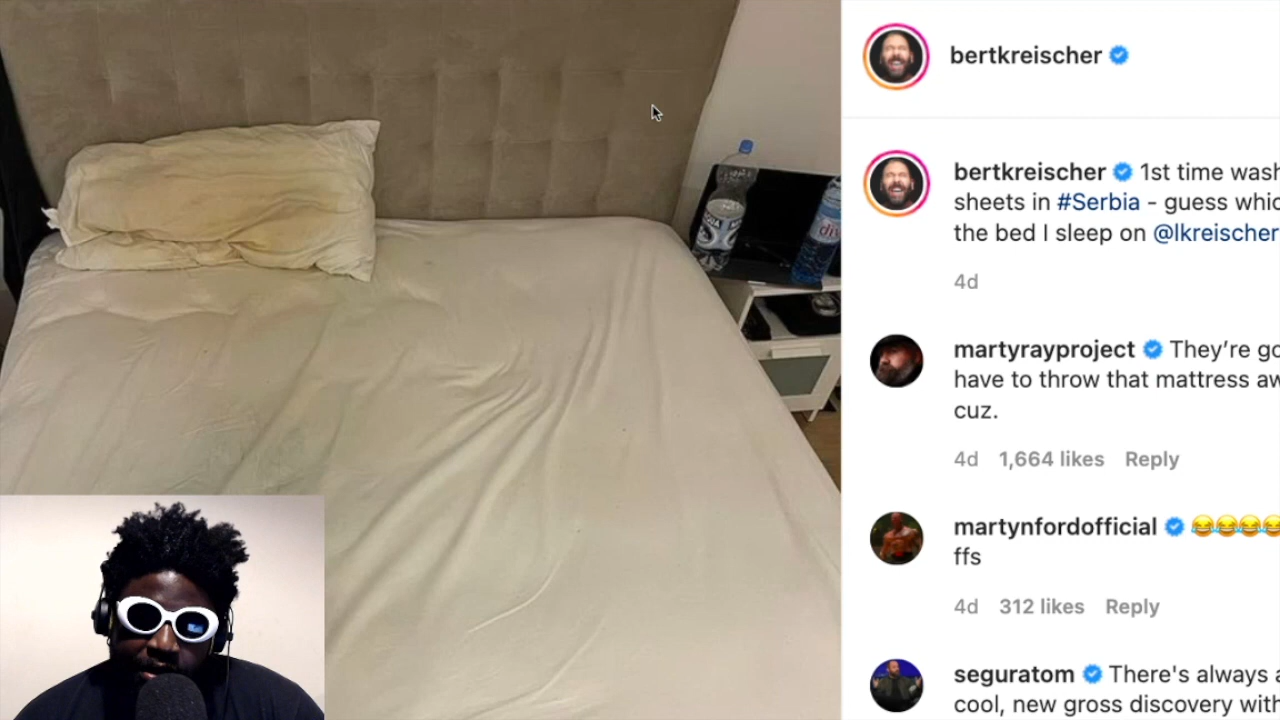 bertkreischer
bertkreischer 1st time wash
sheets in #Serbia - guess whic
the bed I sleep on @lkreischer
4d
martyrayproject They’re go
have to throw that mattress aw
cuz.
4d 1,664 likes Reply
martynfordofficial 😂😂😂😂
ffs
4d 312 likes Reply
seguratom There's always a
cool, new gross discovery with